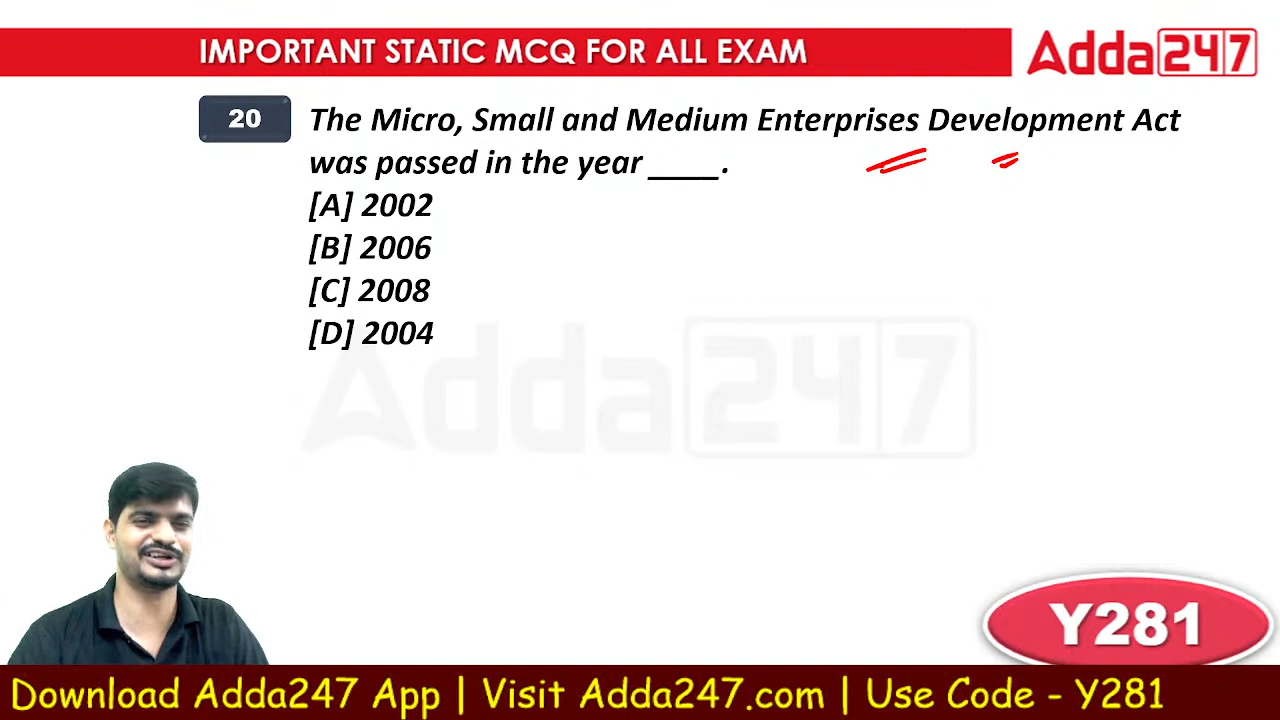 IMPORTANT STATIC MCQ FOR ALL EXAM
Adda247
20
The Micro, Small and Medium Enterprises Development Act
was passed in the year ____.
[A] 2002
[B] 2006
[C] 2008
[D] 2004
Adda247
Y281
Download Adda247 App | Visit Adda247.com | Use Code - Y281